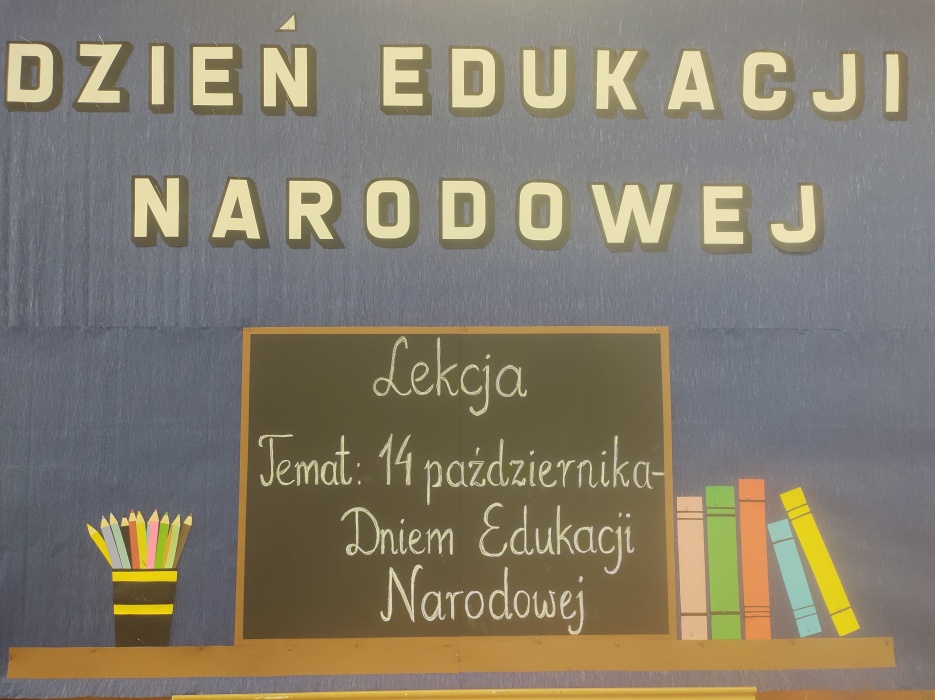 DZIEŃ EDUKACJI
NARODOWEJ
Lekcja
Temat: 14 października-
Dniem Edukacji
Narodowej